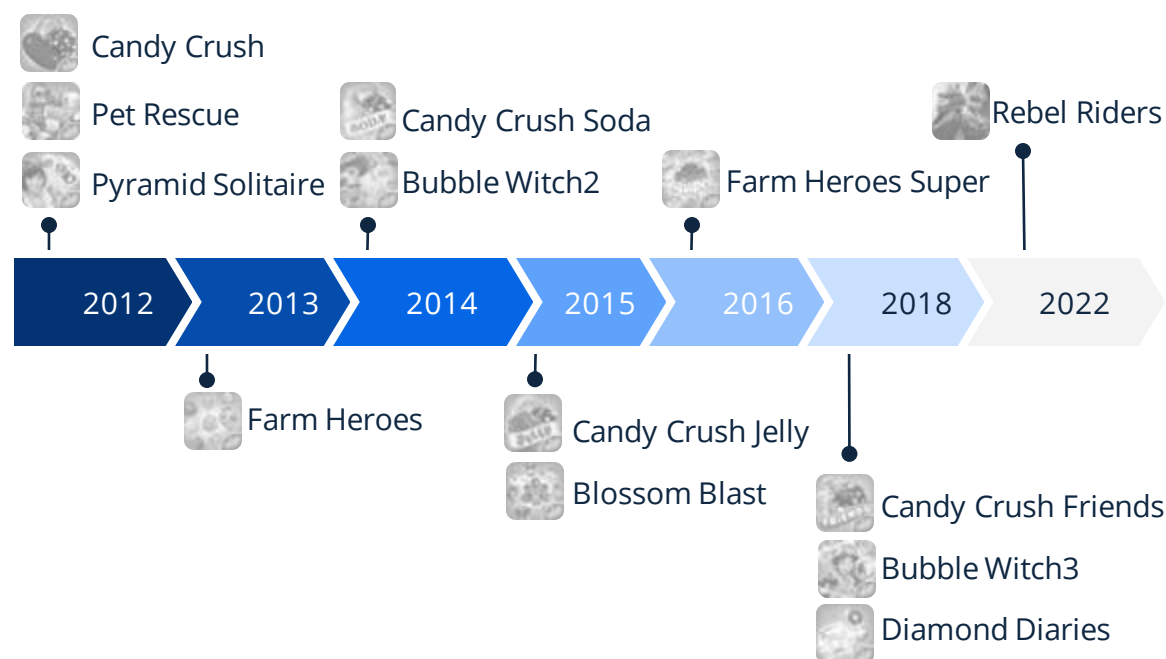 Candy Crush
Pet Rescue
Pyramid Solitaire
Candy Crush Soda
Bubble Witch2
Farm Heroes Super
Rebel Riders
2012
2013
2014
2015
2016
2018
2022
Farm Heroes
Candy Crush Jelly
Blossom Blast
Candy Crush Friends
Bubble Witch3
Diamond Diaries